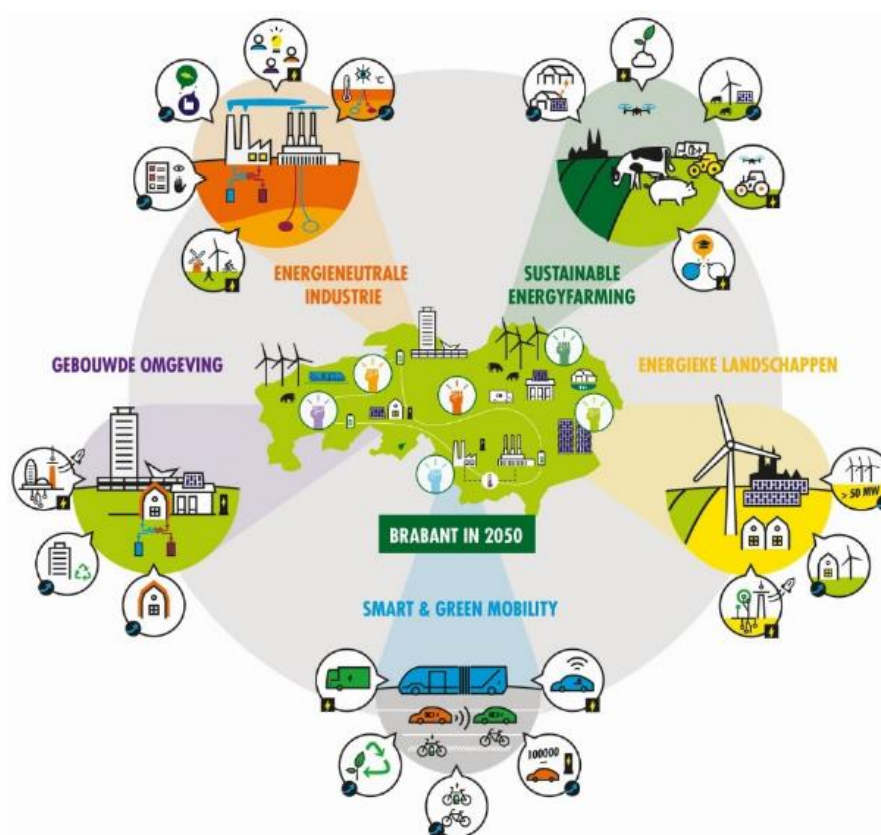 °C
ENERGIENEUTRALE
INDUSTRIE
SUSTAINABLE
ENERGYFARMING
GEBOUWDE OMGEVING
ENERGIEKE LANDSCHAPPEN
> 50 MW
BRABANT IN 2050
SMART & GREEN MOBILITY
100000